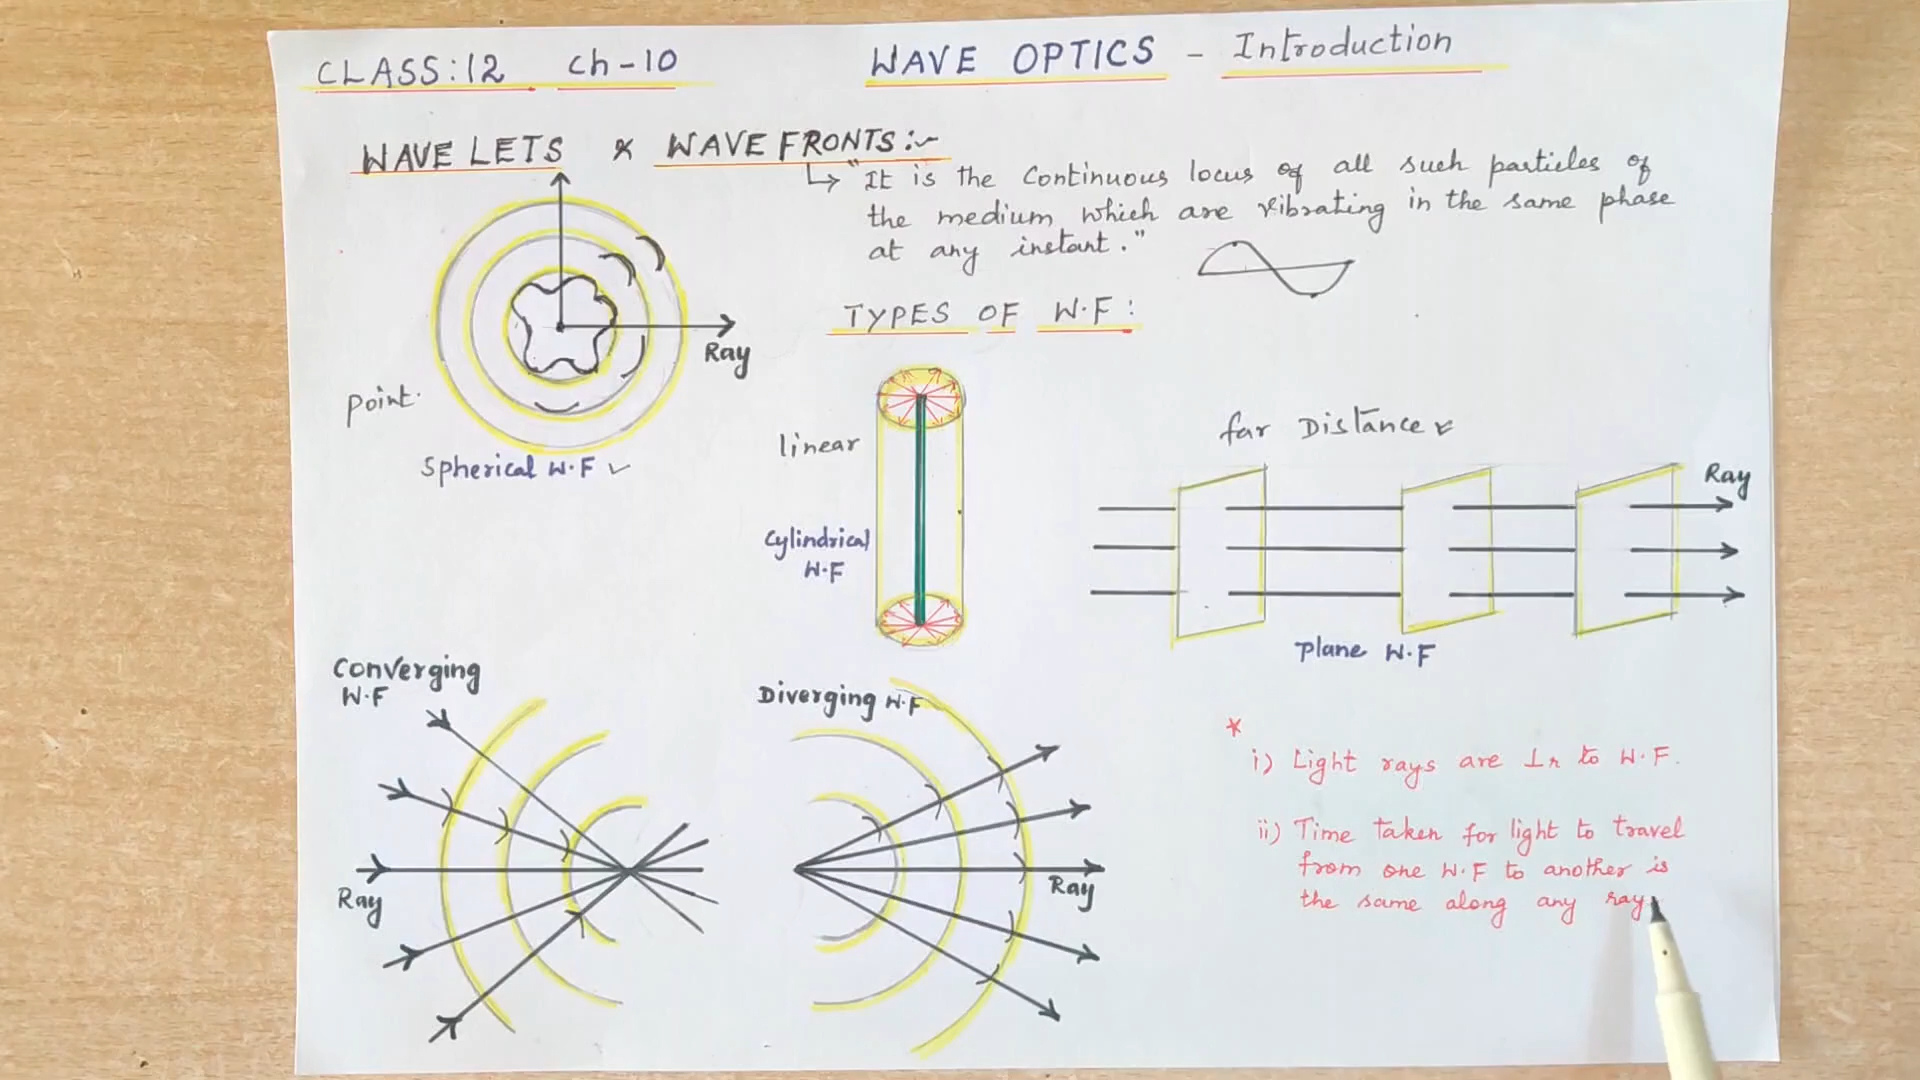 CLASS:12 Ch-10 WAVE OPTICS - Introduction
WAVE LETS & WAVE FRONTS:-
"It is the Continuous locus of all such particles of
the medium which are vibrating in the same phase
at any instant."
Ray
point.
Spherical W.F
TYPES OF W.F:
linear
Cylindrical
W.F
far Distance
Ray
plane W.F
Converging
W.F
Ray
Diverging W.F
Ray
*
i) Light rays are ⊥r to W.F.
ii) Time taken for light to travel
from one W.F to another is
the same along any ray.